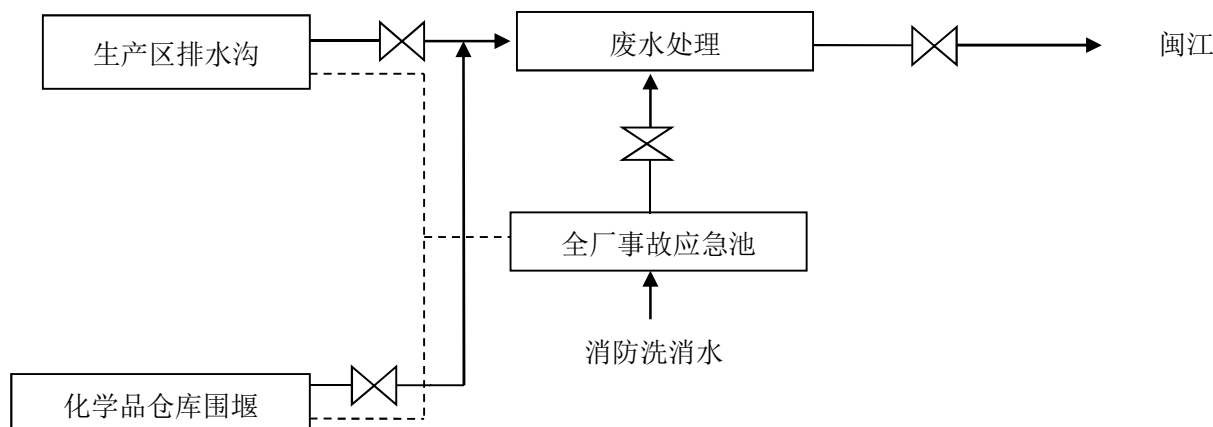 生产区排水沟
废水处理
闽江
全厂事故应急池
消防洗消水
化学品仓库围堰